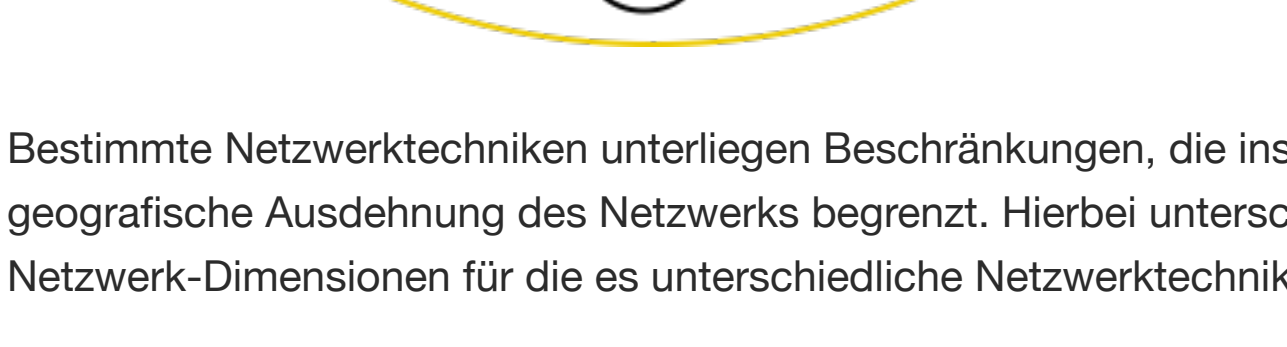 Bestimmte Netzwerktechniken unterliegen Beschränkungen, die ins
geografische Ausdehnung des Netzwerks begrenzt. Hierbei untersc
Netzwerk-Dimensionen für die es unterschiedliche Netzwerktechnik